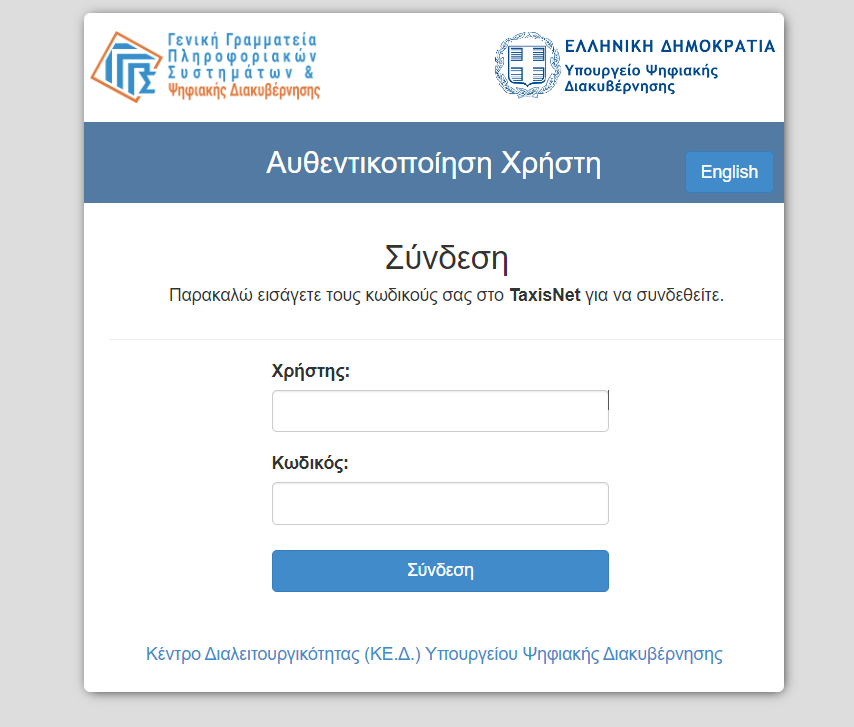 Γενική Γραμματεία
Πληροφοριακών
Συστημάτων &
Ψηφιακής Διακυβέρνησης
ΕΛΛΗΝΙΚΗ ΔΗΜΟΚΡΑΤΙΑ
Υπουργείο Ψηφιακής
Διακυβέρνησης
Αυθεντικοποίηση Χρήστη
English
Σύνδεση
Παρακαλώ εισάγετε τους κωδικούς σας στο TaxisNet για να συνδεθείτε.
Χρήστης:
Κωδικός:
Σύνδεση
Κέντρο Διαλειτουργικότητας (ΚΕ.Δ.) Υπουργείου Ψηφιακής Διακυβέρνησης